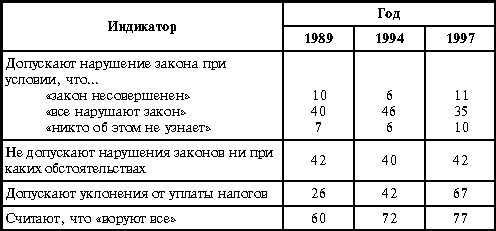 Индикатор Год
1989 1994 1997
Допускают нарушение закона при
условии, что...
«закон несовершенен» 10 6 11
«все нарушают закон» 40 46 35
«никто об этом не узнает» 7 6 10
Не допускают нарушения законов ни при
каких обстоятельствах 42 40 42
Допускают уклонения от уплаты налогов 26 42 67
Считают, что «воруют все» 60 72 77